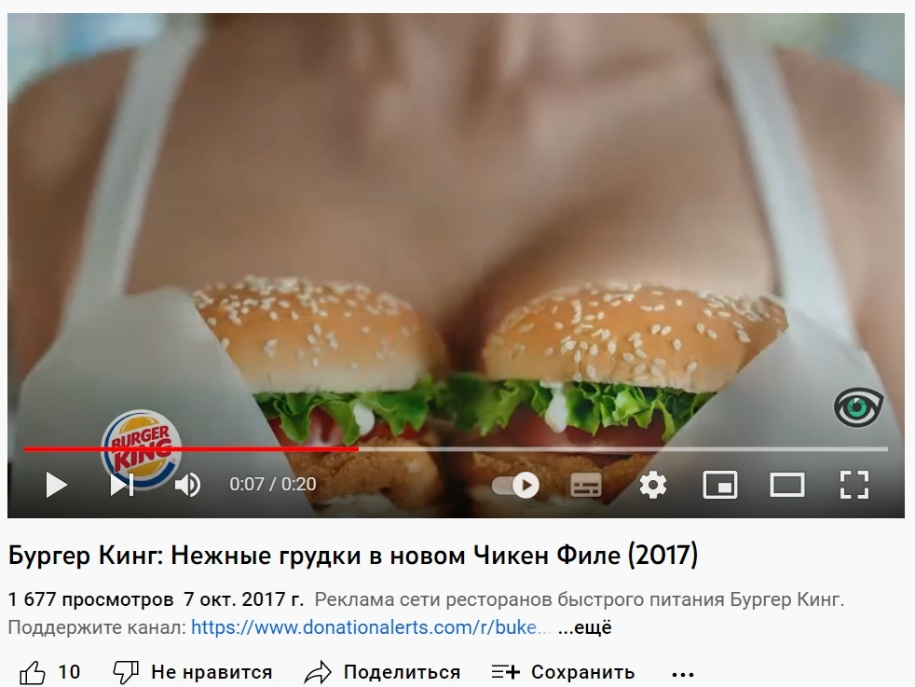 BURGER
KING
0:07 / 0:20
Бургер Кинг: Нежные грудки в новом Чикен Филе (2017)
1 677 просмотров 7 окт. 2017 г. Реклама сети ресторанов быстрого питания Бургер Кинг.
Поддержите канал: https://www.donationalerts.com/r/buke... ...ещё
10 Не нравится Поделиться Сохранить